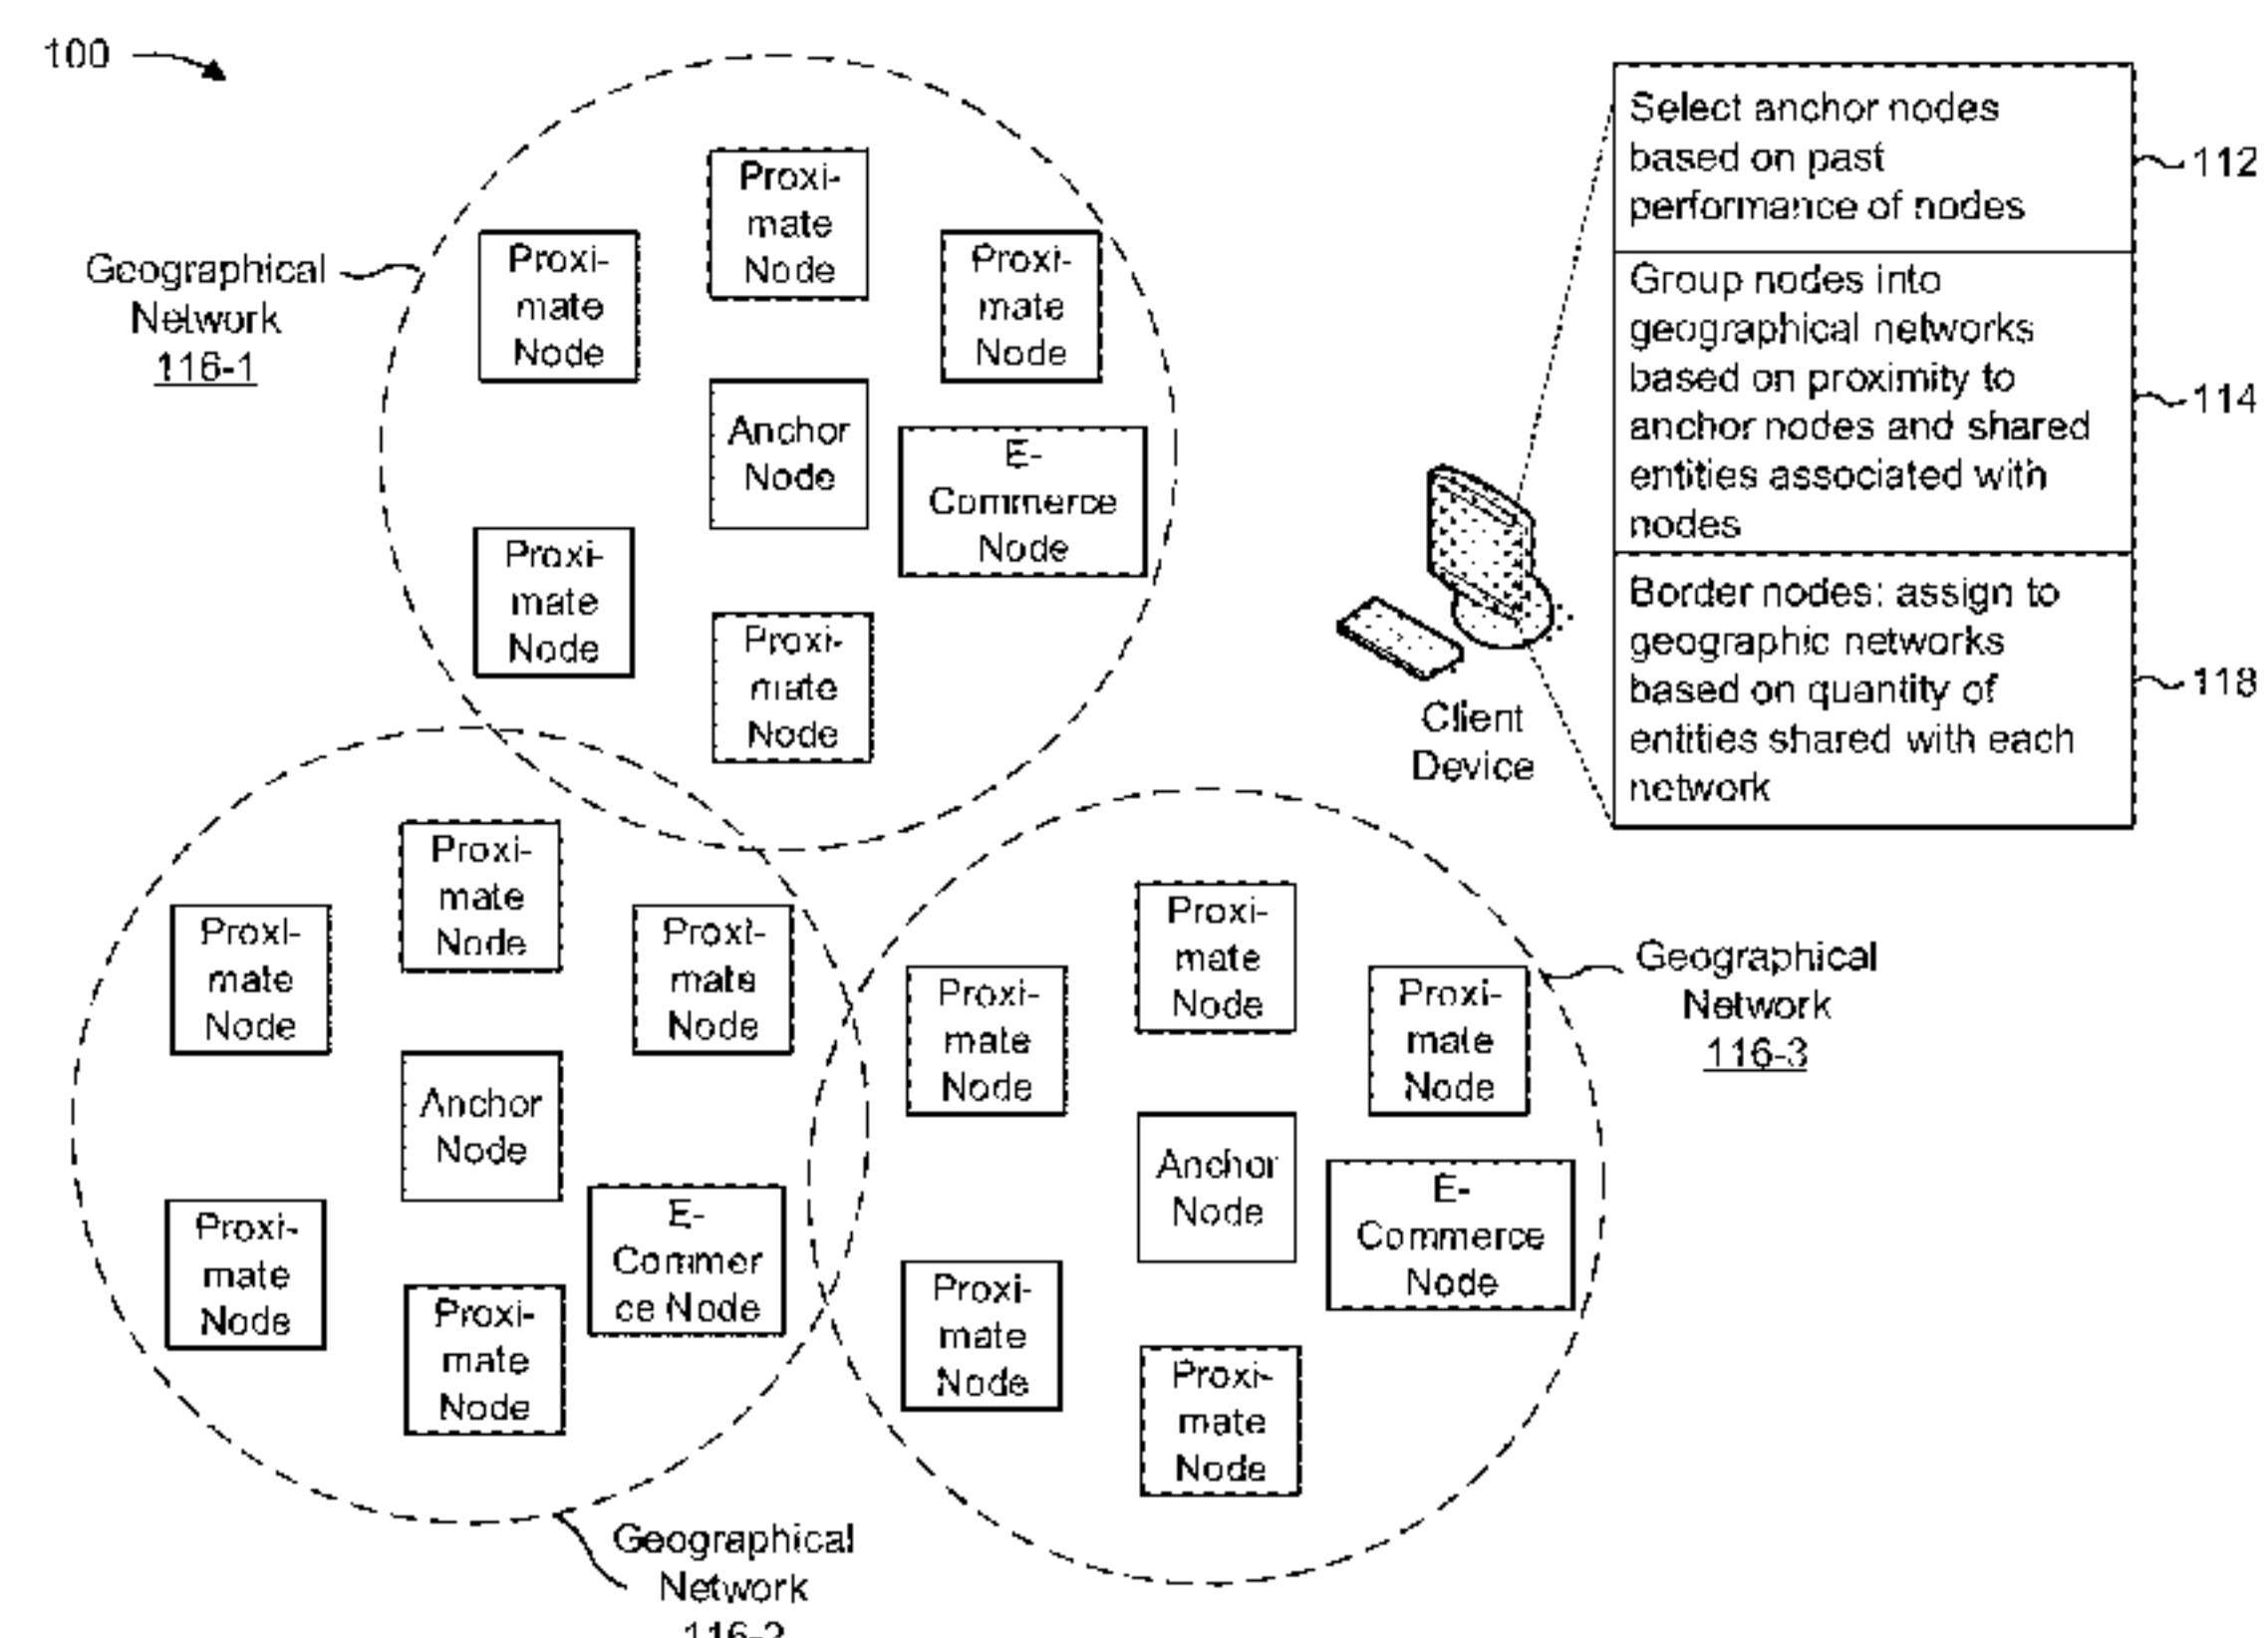 100
Geographical
Network
116-1
Proxi-
mate
Node
Proxi-
mate
Node
Proxi-
mate
Node
Anchor
Node
E-
Commerce
Node
Proxi-
mate
Node
Proxi-
mate
Node
Select anchor nodes
based on past
performance of nodes
112
Group nodes into
geographical networks
based on proximity to
anchor nodes and shared
entities associated with
nodes
114
Border nodes: assign to
geographic networks
based on quantity of
entities shared with each
network
118
Client
Device
Proxi-
mate
Node
Proxi-
mate
Node
Proxi-
mate
Node
Anchor
Node
Proxi-
mate
Node
E-
Commer
ce Node
Proxi-
mate
Node
Geographical
Network
116-2
Proxi-
mate
Node
Proxi-
mate
Node
Proxi-
mate
Node
Anchor
Node
E-
Commerce
Node
Proxi-
mate
Node
Proxi-
mate
Node
Geographical
Network
116-3